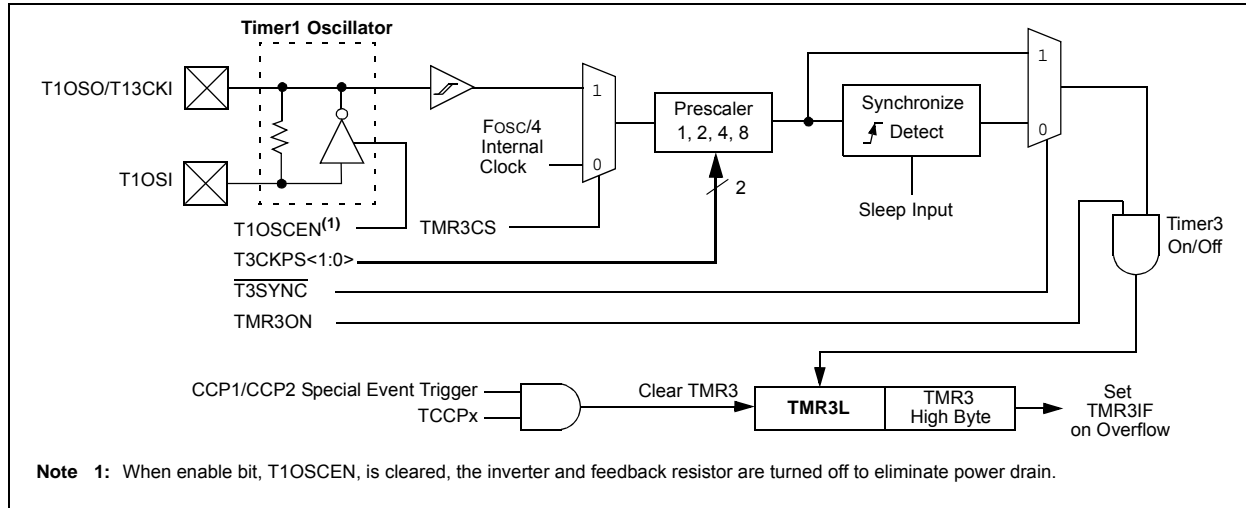 Timer1 Oscillator
T1OSO/T13CKI
T1OSI
FOSC/4
Internal
Clock
1
0
Prescaler
1, 2, 4, 8
2
Synchronize
Detect
Sleep Input
1
0
Timer3
On/Off
T1OSCEN(1)
TMR3CS
T3CKPS<1:0>
T3SYNC
TMR3ON
CCP1/CCP2 Special Event Trigger
TCCPx
Clear TMR3
TMR3L
TMR3
High Byte
Set
TMR3IF
on Overflow
Note 1: When enable bit, T1OSCEN, is cleared, the inverter and feedback resistor are turned off to eliminate power drain.